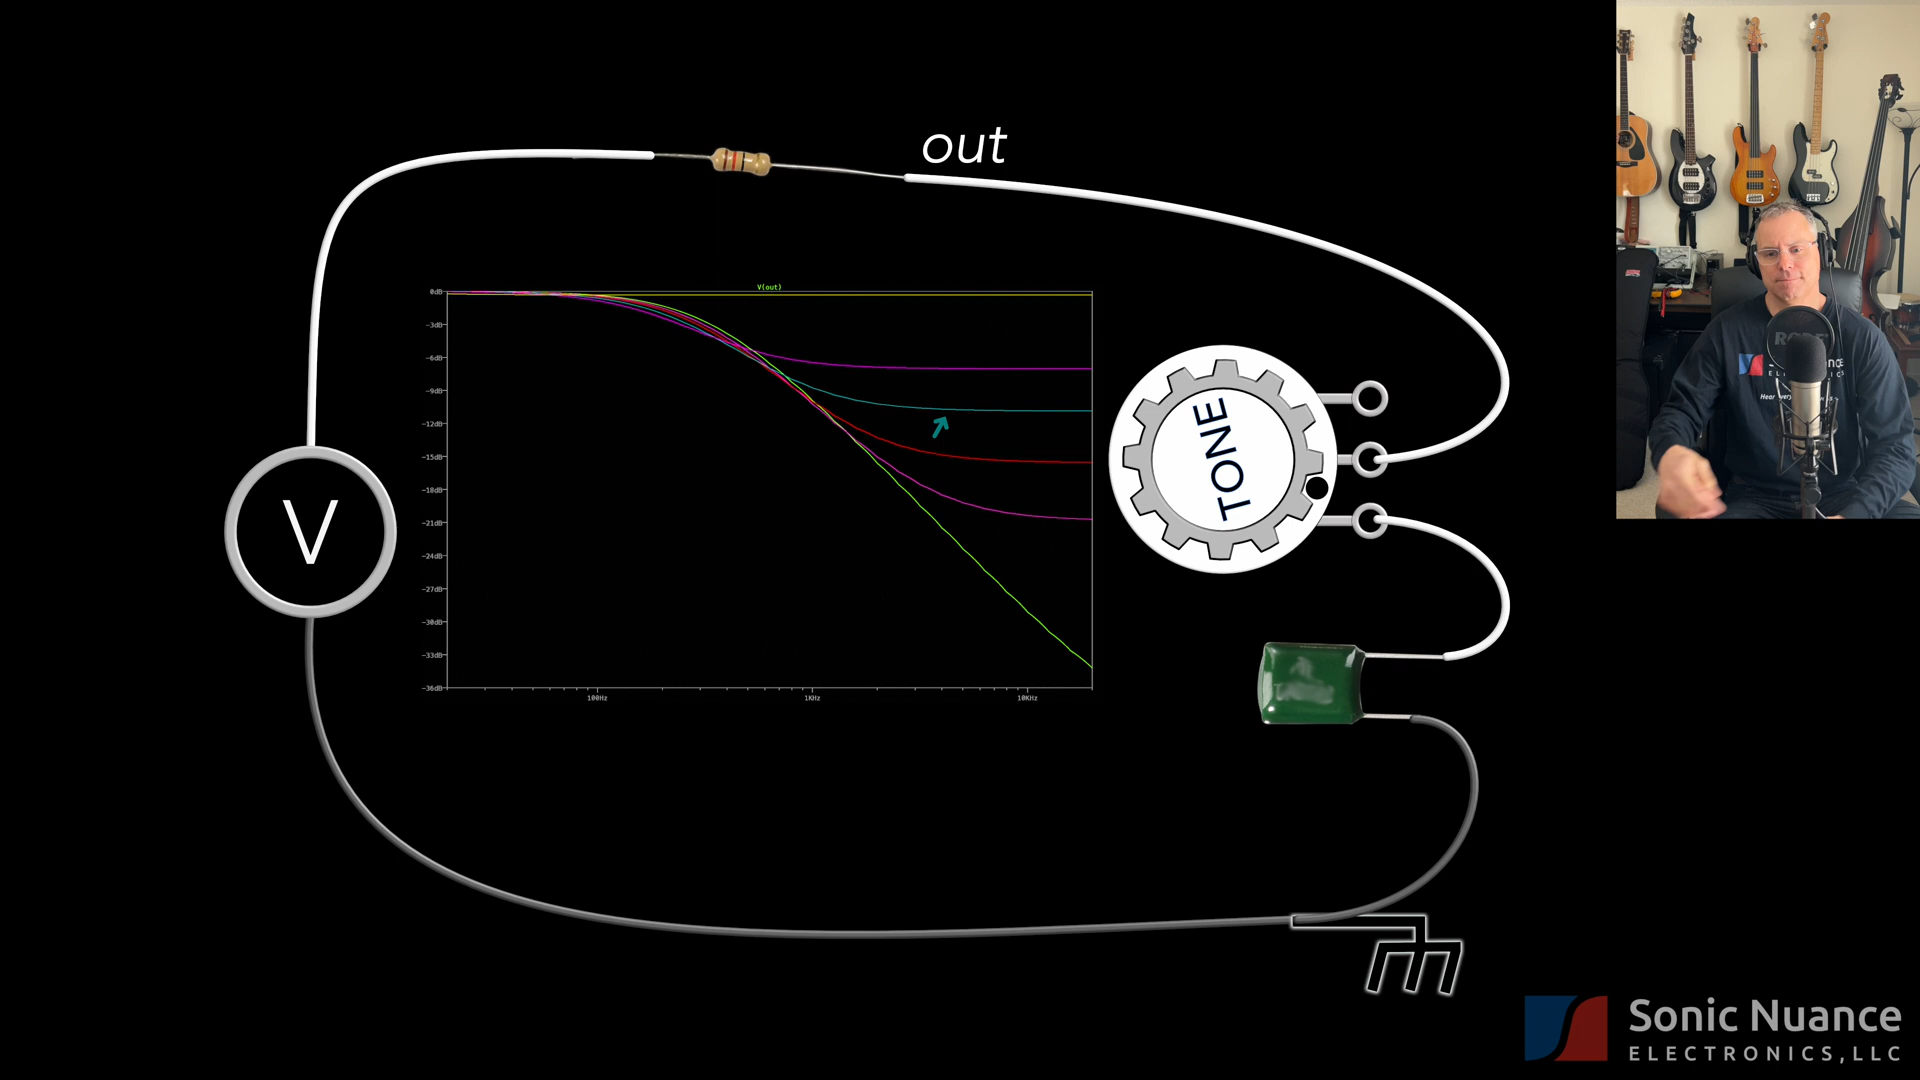 out
V(out)
0dB
-3dB
-6dB
-9dB
-12dB
-15dB
-18dB
-21dB
-24dB
-27dB
-30dB
-33dB
-36dB
100Hz
1KHz
10KHz
V
TONE
RODE
Sonic Nuance
ELECTRONICS,LLC